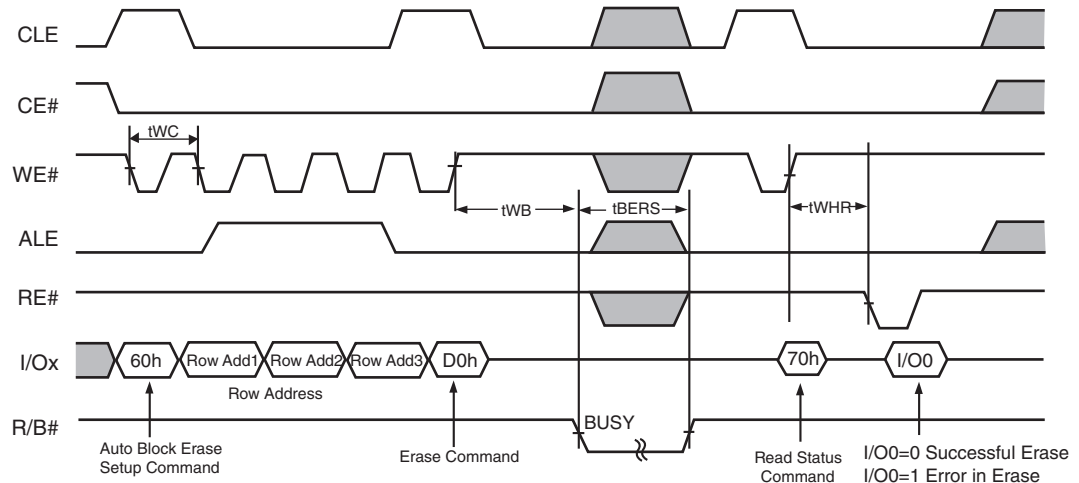 CLE
CE#
tWC
WE#
tWB
tBERS
tWHR
ALE
RE#
I/Ox
60h
Row Add1
Row Add2
Row Add3
D0h
70h
I/O0
Row Address
R/B#
BUSY
Auto Block Erase
Setup Command
Erase Command
Read Status
Command
I/O0=0 Successful Erase
I/O0=1 Error in Erase